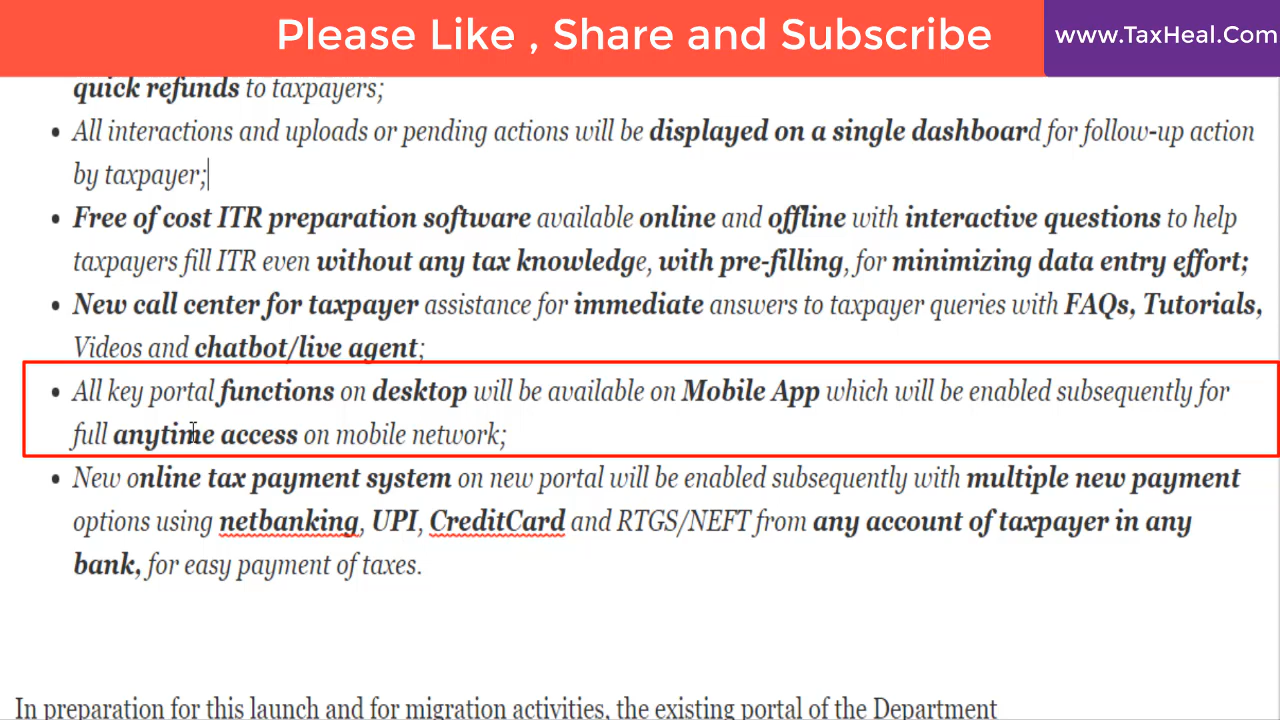 Please Like , Share and Subscribe
www.TaxHeal.Com
quick refunds to taxpayers;
• All interactions and uploads or pending actions will be displayed on a single dashboard for follow-up action
by taxpayer;
• Free of cost ITR preparation software available online and offline with interactive questions to help
taxpayers fill ITR even without any tax knowledge, with pre-filling, for minimizing data entry effort;
• New call center for taxpayer assistance for immediate answers to taxpayer queries with FAQs, Tutorials,
Videos and chatbot/live agent;
• All key portal functions on desktop will be available on Mobile App which will be enabled subsequently for
full anytime access on mobile network;
• New online tax payment system on new portal will be enabled subsequently with multiple new payment
options using netbanking, UPI, CreditCard and RTGS/NEFT from any account of taxpayer in any
bank, for easy payment of taxes.
In preparation for this launch and for migration activities, the existing portal of the Department